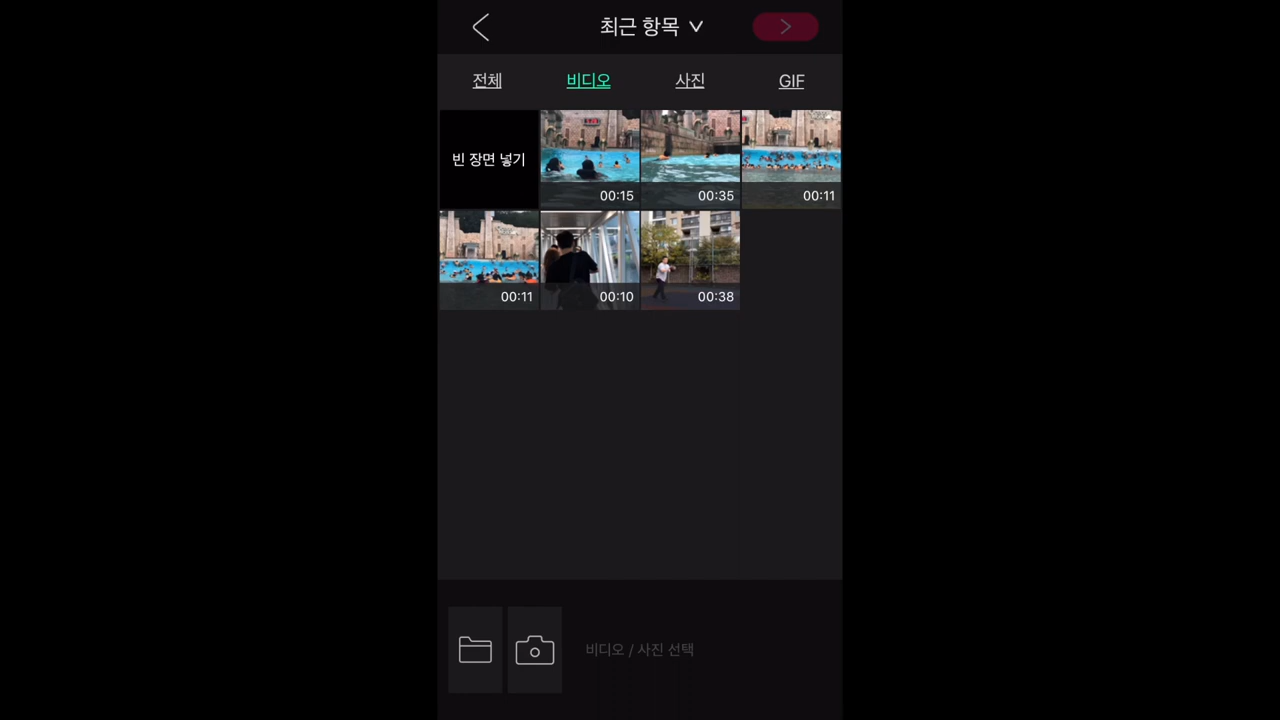 최근 항목
전체 비디오 사진 GIF
빈 장면 넣기
00:15 00:35 00:11
00:11 00:10 00:38
비디오 / 사진 선택